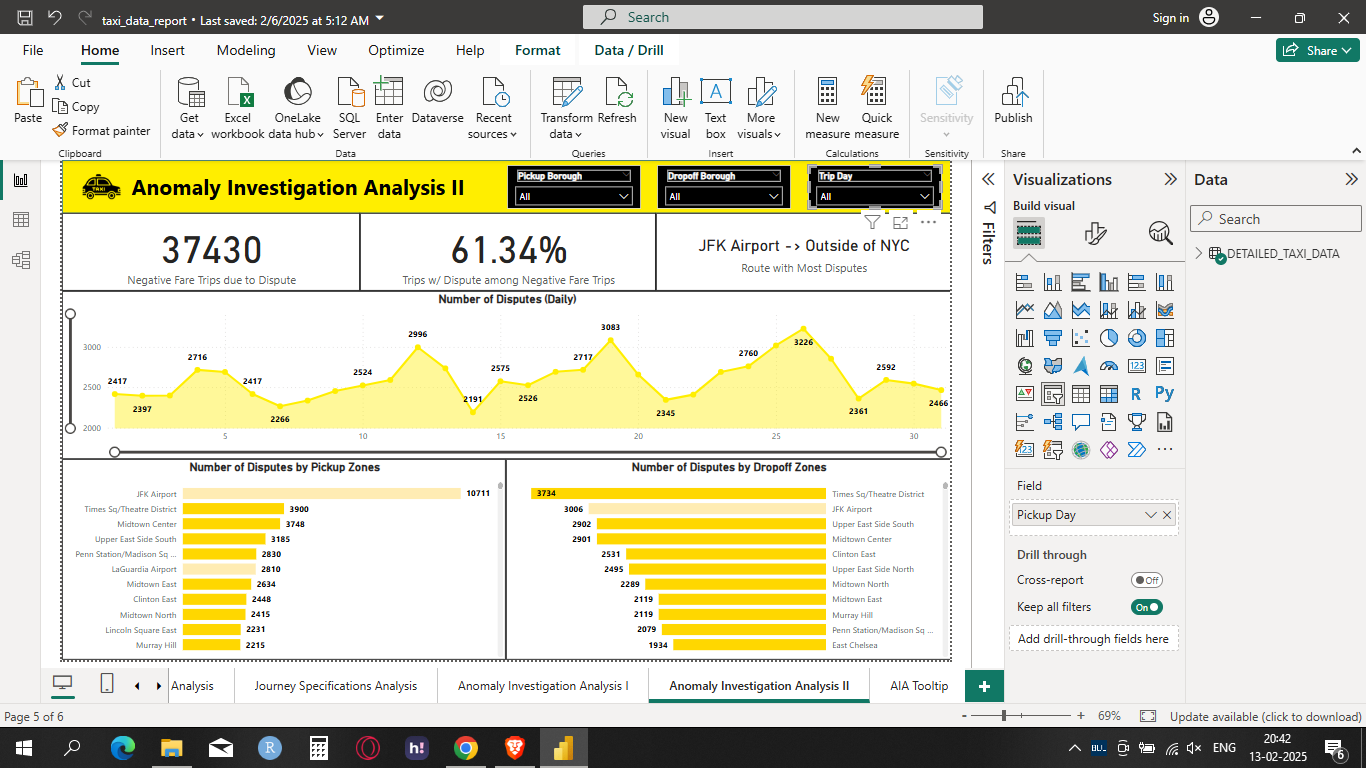 taxi_data_report • Last saved: 2/6/2025 at 5:12 AM
Search
Sign in
File
Home
Insert
Modeling
View
Optimize
Help
Format
Data / Drill
Share
Paste
Cut
Copy
Format painter
Clipboard
Get data
Excel workbook
OneLake data hub
SQL Server
Enter data
Dataverse
Recent sources
Data
Transform data
Refresh
Queries
New visual
Text box
More visuals
Insert
New measure
Quick measure
Calculations
Sensitivity
Sensitivity
Publish
Share
TAXI
Anomaly Investigation Analysis II
Pickup Borough
All
Dropoff Borough
All
Trip Day
All
37430
Negative Fare Trips due to Dispute
61.34%
Trips w/ Dispute among Negative Fare Trips
JFK Airport -> Outside of NYC
Route with Most Disputes
Number of Disputes (Daily)
3000
2500
2000
2417
2397
2716
2417
2266
2524
2996
2191
2575
2526
2717
3083
2345
2760
3226
2361
2592
2466
5
10
15
20
25
30
Number of Disputes by Pickup Zones
JFK Airport 10711
Times Sq/Theatre District 3900
Midtown Center 3748
Upper East Side South 3185
Penn Station/Madison Sq ... 2830
LaGuardia Airport 2810
Midtown East 2634
Clinton East 2448
Midtown North 2415
Lincoln Square East 2231
Murray Hill 2215
Number of Disputes by Dropoff Zones
3734 Times Sq/Theatre District
3006 JFK Airport
2902 Upper East Side South
2901 Midtown Center
2531 Clinton East
2495 Upper East Side North
2289 Midtown North
2119 Midtown East
2119 Murray Hill
2079 Penn Station/Madison Sq ...
1934 East Chelsea
Filters
Visualizations
Build visual
123
R
Py
123
Field
Pickup Day
Drill through
Cross-report
Off
Keep all filters
On
Add drill-through fields here
Data
Search
DETAILED_TAXI_DATA
Analysis
Journey Specifications Analysis
Anomaly Investigation Analysis I
Anomaly Investigation Analysis II
AIA Tooltip
+
Page 5 of 6
- + 69%
Update available (click to download)
R
h!
BU.
ENG
20:42
13-02-2025
6